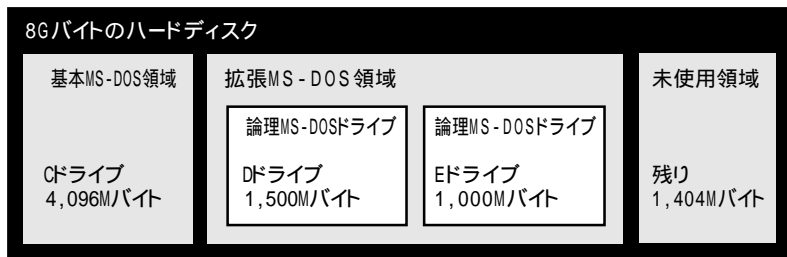 8Gバイトのハードディスク
基本MS-DOS領域
Cドライブ
4,096Mバイト
拡張MS-DOS領域
論理MS-DOSドライブ
Dドライブ
1,500Mバイト
論理MS-DOSドライブ
Eドライブ
1,000Mバイト
未使用領域
残り
1,404Mバイト